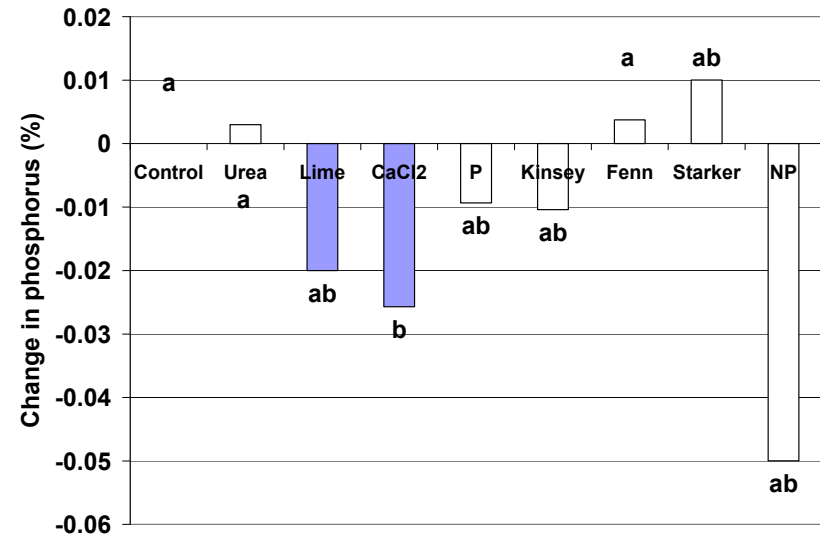 Change in phosphorus (%)
0.02
0.01
0
-0.01
-0.02
-0.03
-0.04
-0.05
-0.06
a
a
ab
Control Urea Lime CaCl2 P Kinsey Fenn Starker NP
a
ab
ab
ab
b
ab